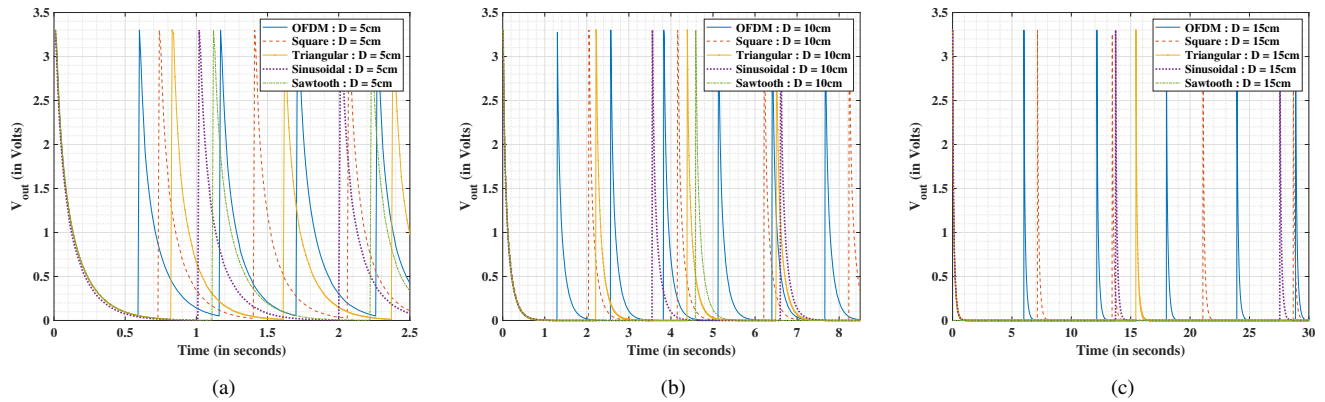 3.5
3
2.5
2
1.5
1
0.5
0
V_out (in Volts)
0 0.5 1 1.5 2 2.5
Time (in seconds)
OFDM : D = 5cm
Square : D = 5cm
Triangular : D = 5cm
Sinusoidal : D = 5cm
Sawtooth : D = 5cm
(a)
3.5
3
2.5
2
1.5
1
0.5
0
V_out (in Volts)
0 1 2 3 4 5 6 7 8
Time (in seconds)
OFDM : D = 10cm
Square : D = 10cm
Triangular : D = 10cm
Sinusoidal : D = 10cm
Sawtooth : D = 10cm
(b)
3.5
3
2.5
2
1.5
1
0.5
0
V_out (in Volts)
0 5 10 15 20 25 30
Time (in seconds)
OFDM : D = 15cm
Square : D = 15cm
Triangular : D = 15cm
Sinusoidal : D = 15cm
Sawtooth : D = 15cm
(c)